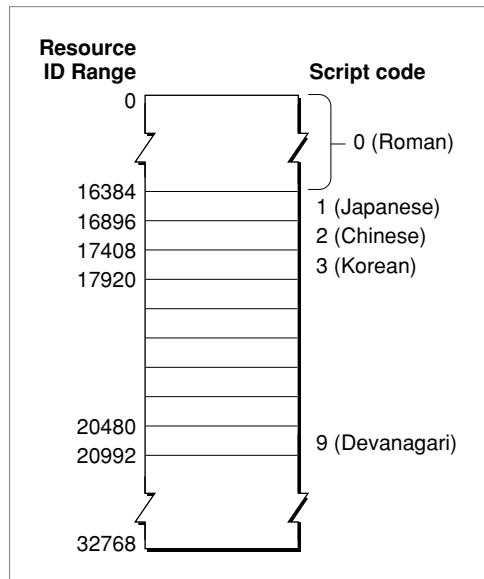 Resource
ID Range
Script code
0
0 (Roman)
16384
1 (Japanese)
16896
2 (Chinese)
17408
3 (Korean)
17920
20480
9 (Devanagari)
20992
32768